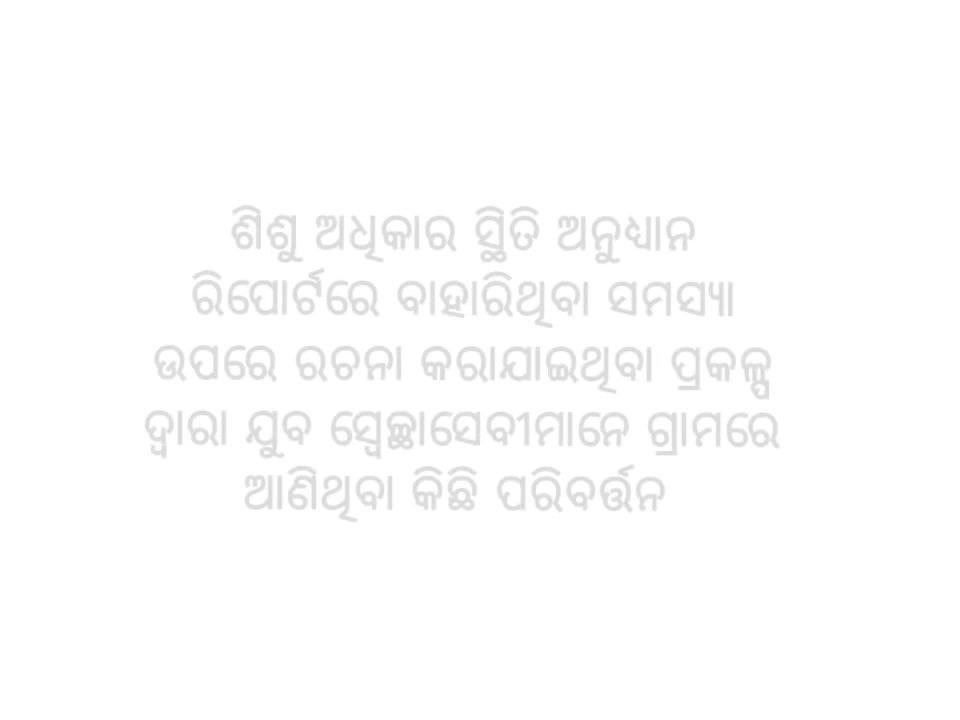 ଶିଶୁ ଅଧିକାର ସ୍ଥିତି ଅନୁଧ୍ୟାନ
ରିପୋର୍ଟରେ ବାହାରିଥିବା ସମସ୍ୟା
ଉପରେ ରଚନା କରାଯାଇଥିବା ପ୍ରକଳ୍ପ
ଦ୍ୱାରା ଯୁବ ସ୍ୱେଚ୍ଛାସେବୀମାନେ ଗ୍ରାମରେ
ଆଣିଥିବା କିଛି ପରିବର୍ତ୍ତନ